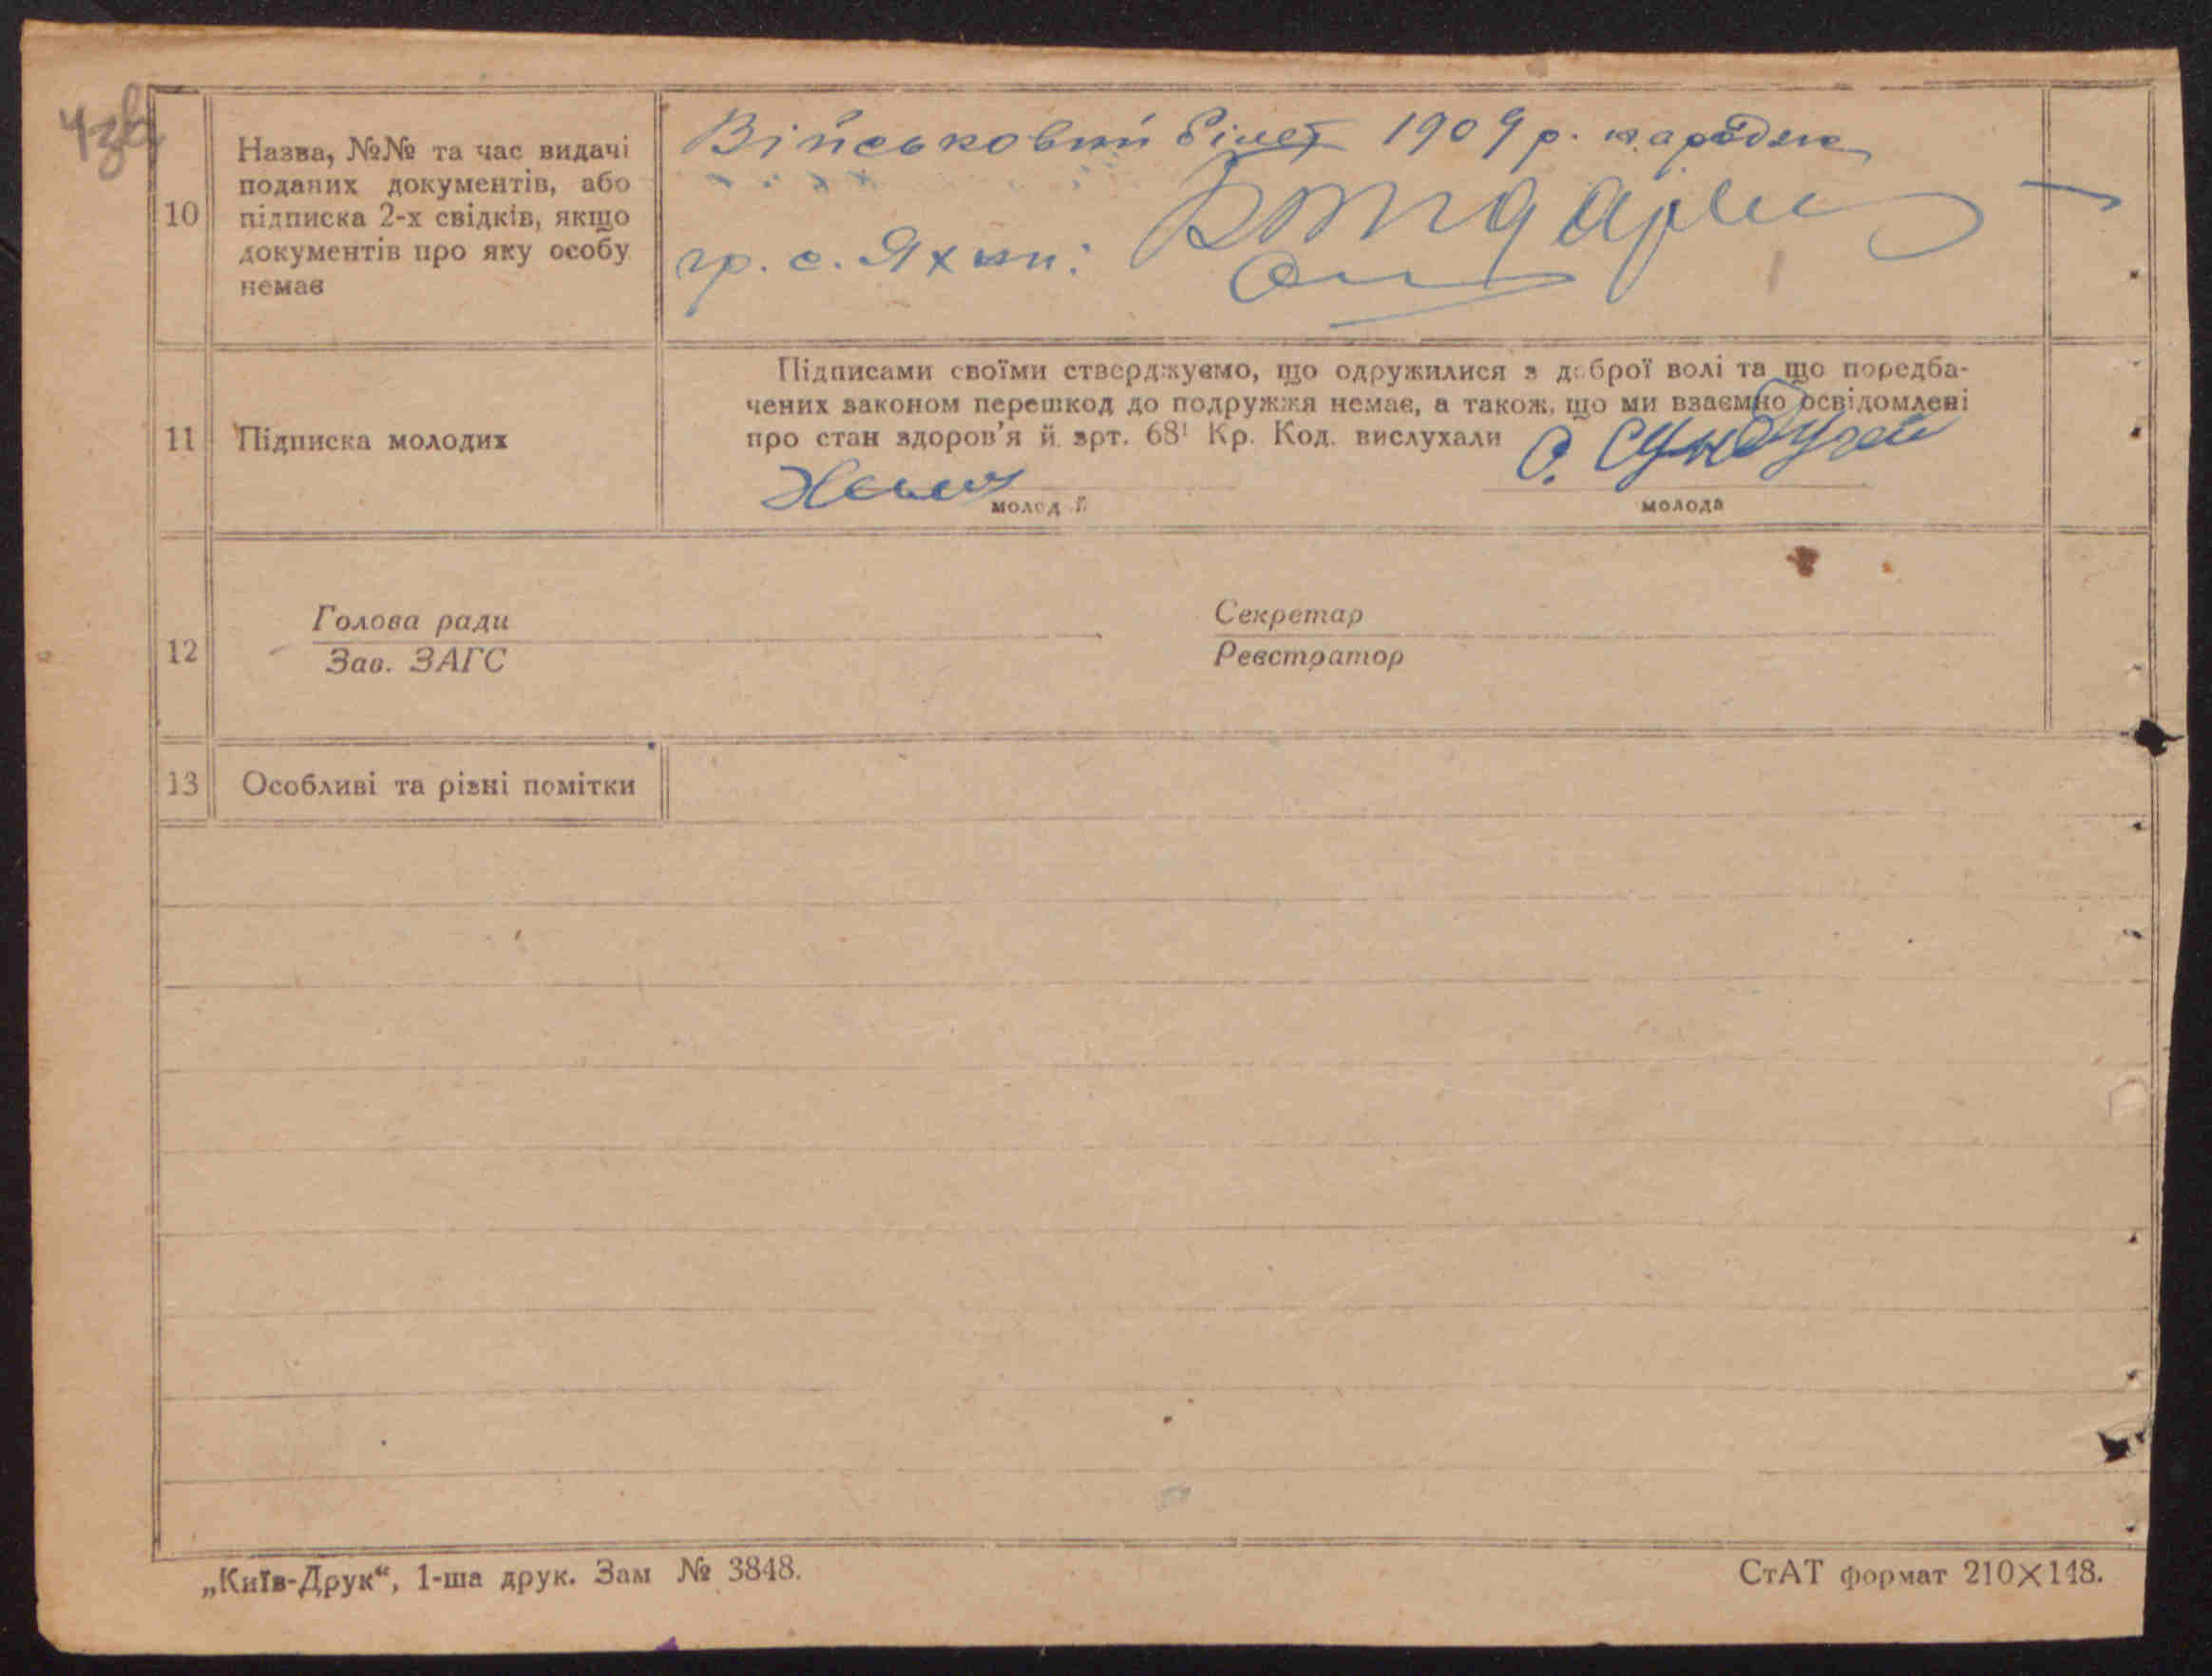 43в
10
Назва, №№ та час видачі
поданих документів, або
підписка 2-х свідків, якщо
документів про яку особу
немає
Військовий білет 1909 р. народж
гр. с. Яхни:
11
Підписка молодих
Підписами своїми стверджуємо, що одружилися з доброї волі та що поредба-
чених законом перешкод до подружжя немає, а також, що ми взаємно освідомлені
про стан здоров'я й арт. 68¹ Кр. Код. вислухали
молодий
молода
12
Голова ради
Зав. ЗАГС
Секретар
Реєстратор
13
Особливі та різні помітки
„Київ-Друк“, 1-ша друк. Зам № 3848.
СтАТ формат 210×148.